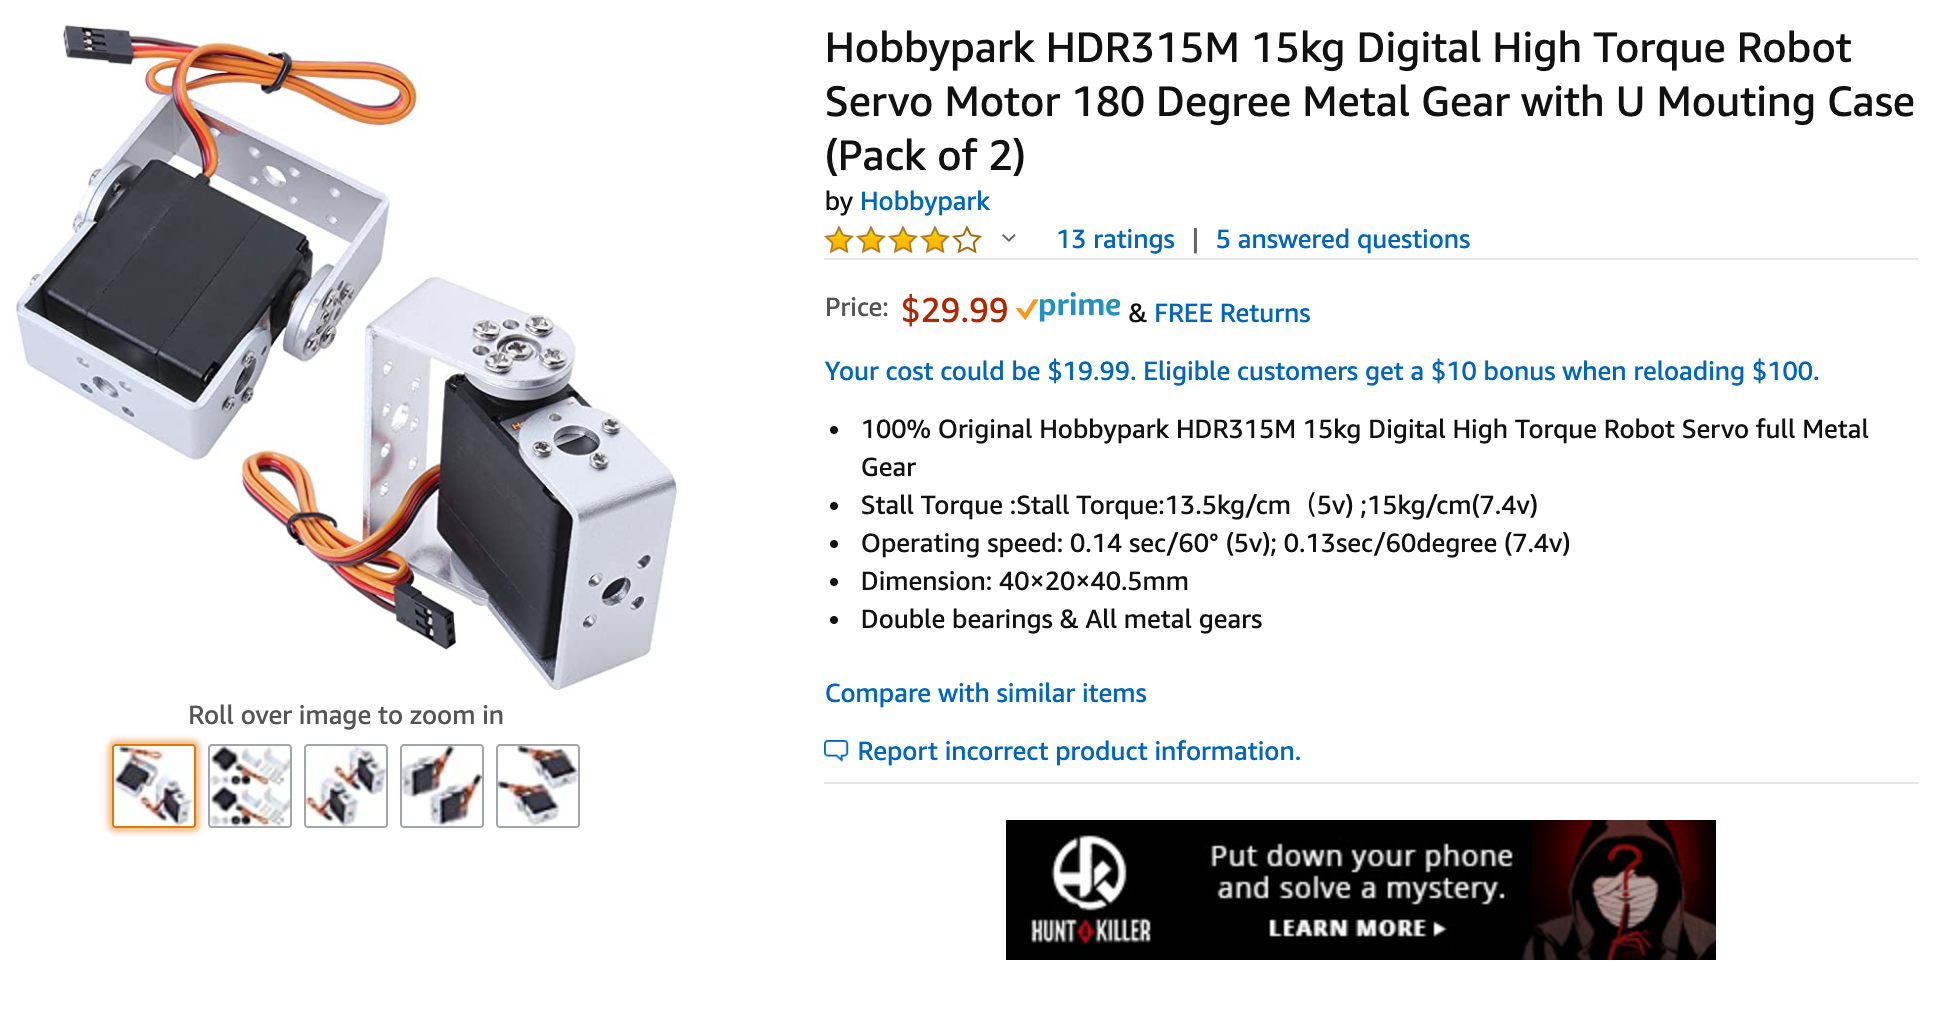 Hobbypark HDR315M 15kg Digital High Torque Robot
Servo Motor 180 Degree Metal Gear with U Mouting Case
(Pack of 2)
by Hobbypark
13 ratings | 5 answered questions
Price: $29.99 prime & FREE Returns
Your cost could be $19.99. Eligible customers get a $10 bonus when reloading $100.
• 100% Original Hobbypark HDR315M 15kg Digital High Torque Robot Servo full Metal
Gear
• Stall Torque :Stall Torque:13.5kg/cm（5v) ;15kg/cm(7.4v)
• Operating speed: 0.14 sec/60° (5v); 0.13sec/60degree (7.4v)
• Dimension: 40×20×40.5mm
• Double bearings & All metal gears
Compare with similar items
Report incorrect product information.
Roll over image to zoom in
HUNT A KILLER
Put down your phone
and solve a mystery.
LEARN MORE